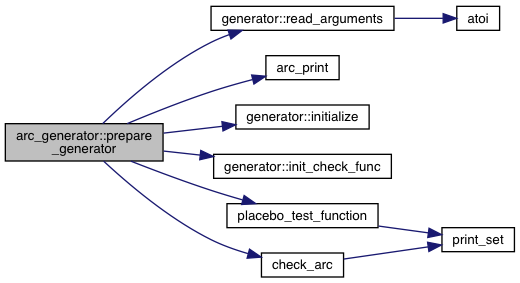 generator::read_arguments
atoi
arc_print
arc_generator::prepare
_generator
generator::initialize
generator::init_check_func
placebo_test_function
print_set
check_arc